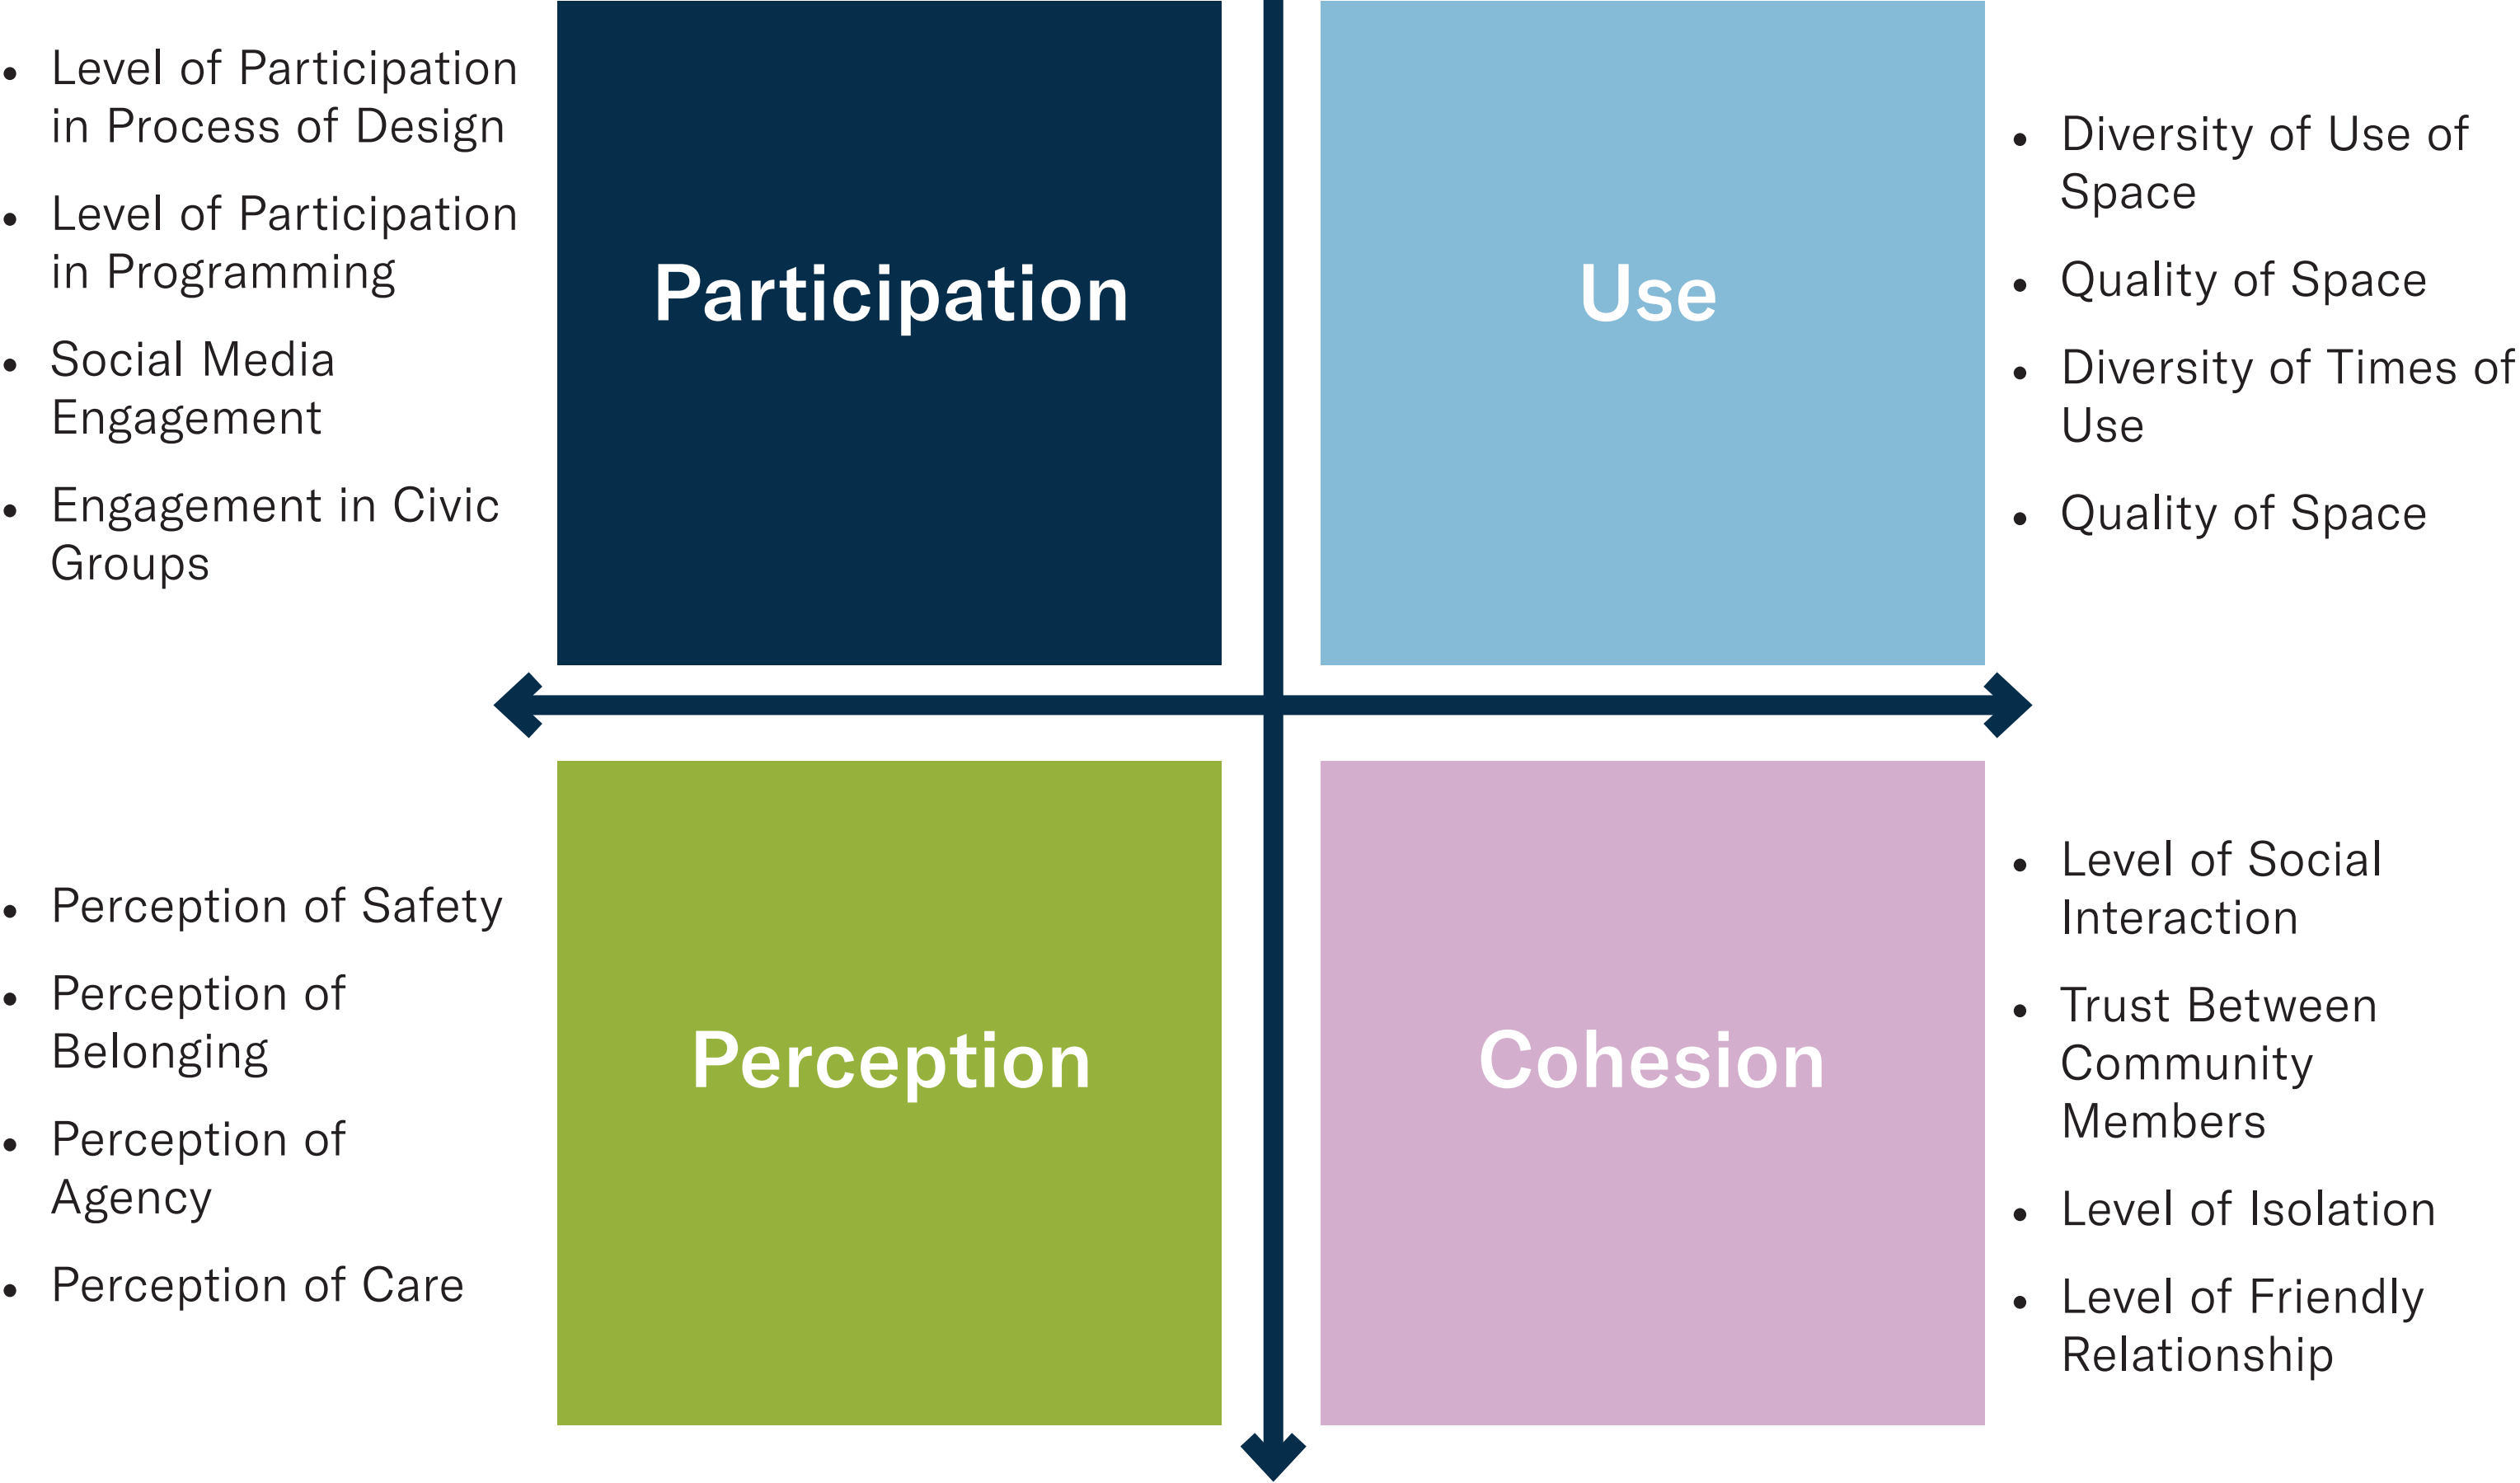 • Level of Participation
in Process of Design
• Level of Participation
in Programming
• Social Media
Engagement
• Engagement in Civic
Groups
Participation
Use
• Diversity of Use of
Space
• Quality of Space
• Diversity of Times of
Use
• Quality of Space
• Perception of Safety
• Perception of
Belonging
• Perception of
Agency
• Perception of Care
Perception
Cohesion
• Level of Social
Interaction
• Trust Between
Community
Members
• Level of Isolation
• Level of Friendly
Relationship